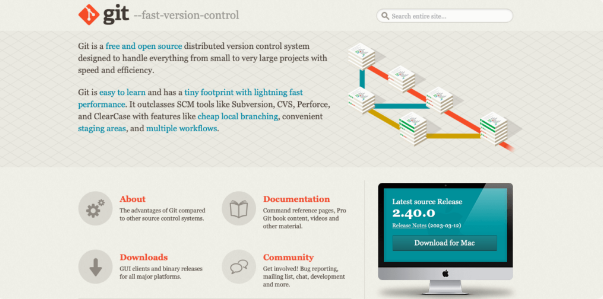 git --fast-version-control
Search entire site...
Git is a free and open source distributed version control system
designed to handle everything from small to very large projects with
speed and efficiency.
Git is easy to learn and has a tiny footprint with lightning fast
performance. It outclasses SCM tools like Subversion, CVS, Perforce,
and ClearCase with features like cheap local branching, convenient
staging areas, and multiple workflows.
About
The advantages of Git compared
to other source control systems.
Documentation
Command reference pages, Pro
Git book content, videos and
other material.
Downloads
GUI clients and binary releases
for all major platforms.
Community
Get involved! Bug reporting,
mailing list, chat, development
and more.
Latest source Release
2.40.0
Release Notes (2023-03-12)
Download for Mac